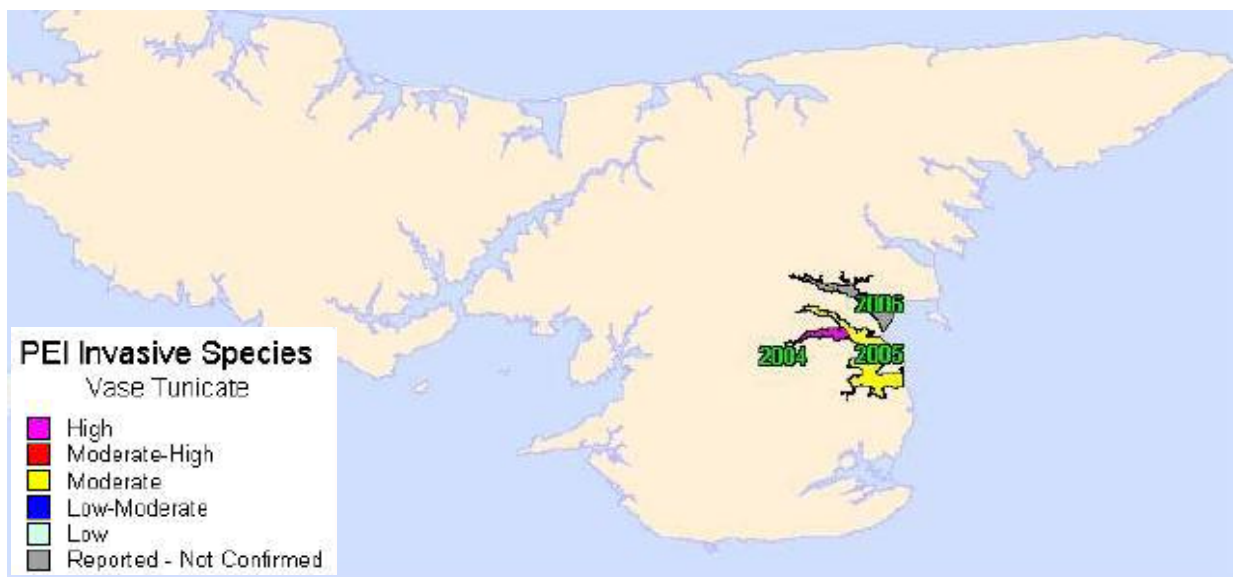 2006
2004
2005
PEI Invasive Species
Vase Tunicate
High
Moderate-High
Moderate
Low-Moderate
Low
Reported - Not Confirmed